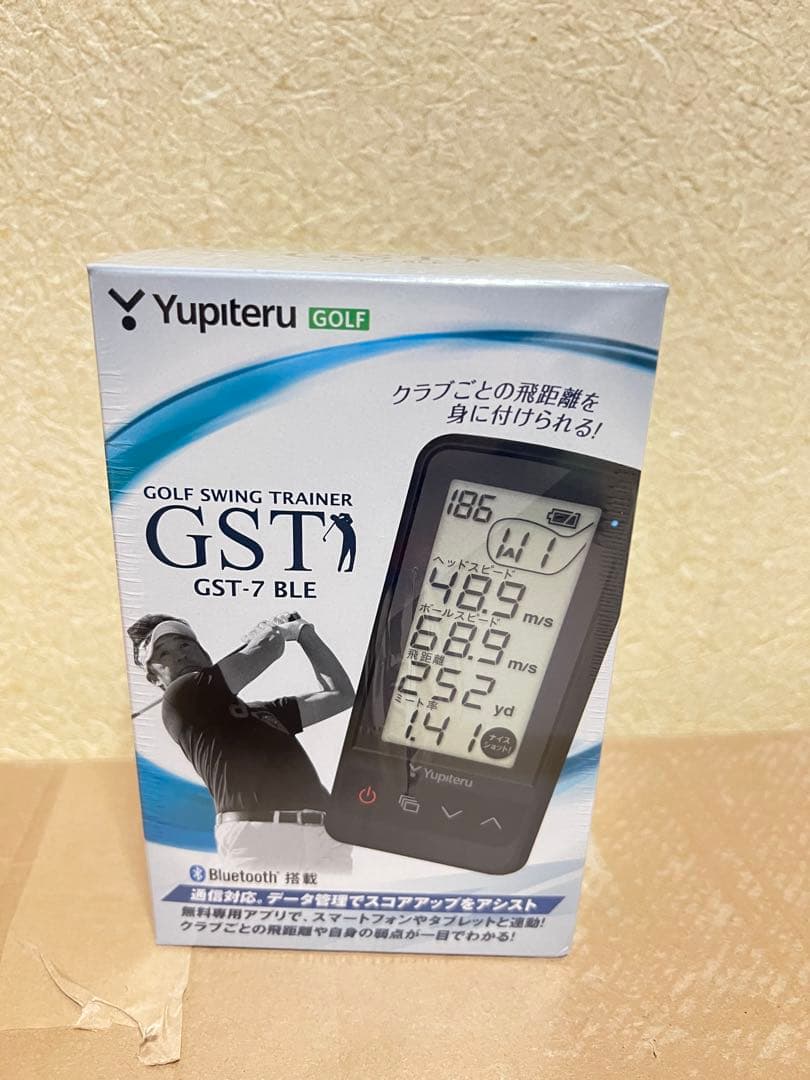 Yupiteru GOLF
クラブごとの飛距離を
身に付けられる!
GOLF SWING TRAINER
GST
GST-7 BLE
186
W1
ヘッドスピード
48.9 m/s
ボールスピード
68.9 m/s
飛距離
252 yd
ミート率
1.41 ナイス
ショット!
Yupiteru
Bluetooth 搭載
通信対応。データ管理でスコアアップをアシスト
無料専用アプリで、スマートフォンやタブレットと連動!
クラブごとの飛距離や自身の弱点が一目でわかる!